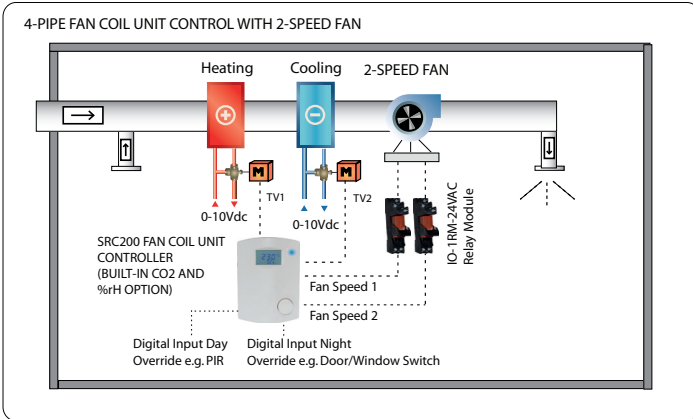 4-PIPE FAN COIL UNIT CONTROL WITH 2-SPEED FAN
Heating
Cooling
2-SPEED FAN
M
TV1
M
TV2
0-10Vdc
0-10Vdc
IO-1RM-24VAC
Relay Module
SRC200 FAN COIL UNIT
CONTROLLER
(BUILT-IN CO2 AND
%rH OPTION)
Fan Speed 1
Fan Speed 2
Digital Input Day
Override e.g. PIR
Digital Input Night
Override e.g. Door/Window Switch